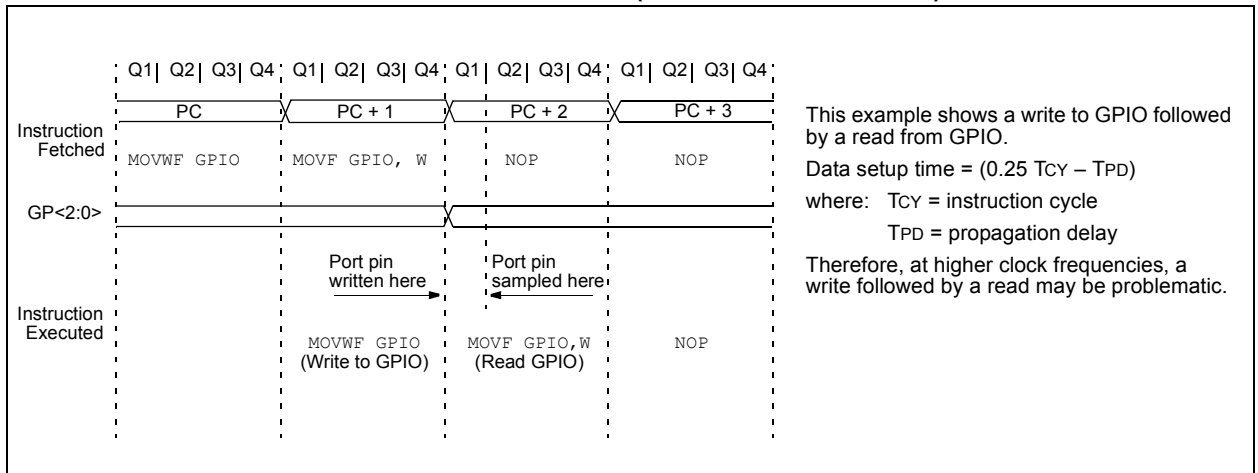 Q1| Q2| Q3| Q4 Q1| Q2| Q3| Q4 Q1| Q2| Q3| Q4 Q1| Q2| Q3| Q4
PC PC + 1 PC + 2 PC + 3
Instruction
Fetched
MOVWF GPIO MOVF GPIO, W NOP NOP
GP<2:0>
Port pin
written here
Port pin
sampled here
Instruction
Executed
MOVWF GPIO
(Write to GPIO)
MOVF GPIO,W
(Read GPIO)
NOP
This example shows a write to GPIO followed
by a read from GPIO.
Data setup time = (0.25 TCY – TPD)
where: TCY = instruction cycle
TPD = propagation delay
Therefore, at higher clock frequencies, a
write followed by a read may be problematic.